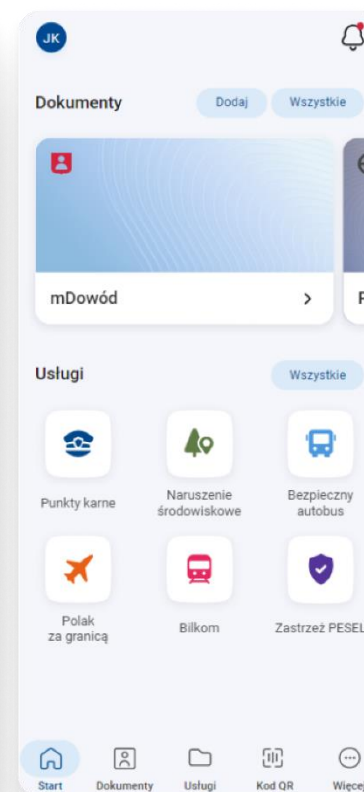 JK
Dokumenty
Dodaj
Wszystkie
mDowód
Usługi
Wszystkie
Punkty karne
Naruszenie
środowiskowe
Bezpieczny
autobus
Polak
za granicą
Bilkom
Zastrzeż PESEL
Start
Dokumenty
Usługi
Kod QR